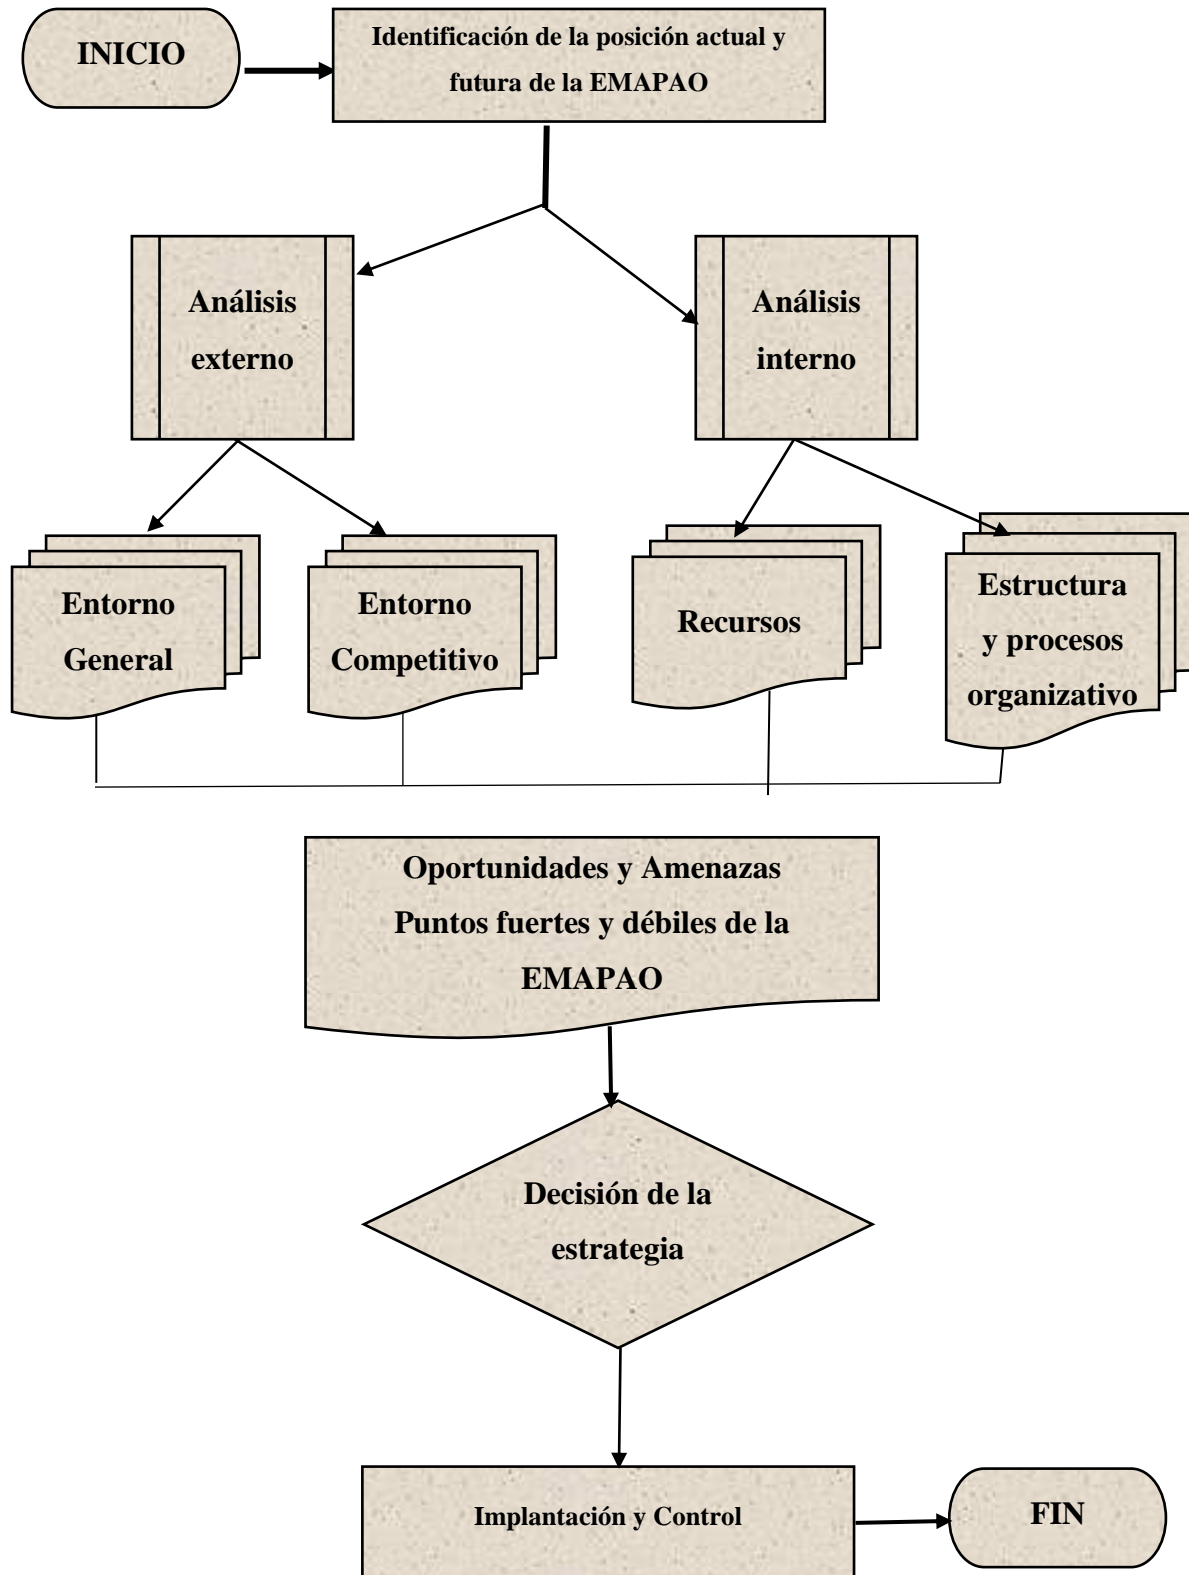 INICIO
Identificación de la posición actual y
futura de la EMAPAO
Análisis
externo
Análisis
interno
Entorno
General
Entorno
Competitivo
Recursos
Estructura
y procesos
organizativo
Oportunidades y Amenazas
Puntos fuertes y débiles de la
EMAPAO
Decisión de la
estrategia
Implantación y Control
FIN